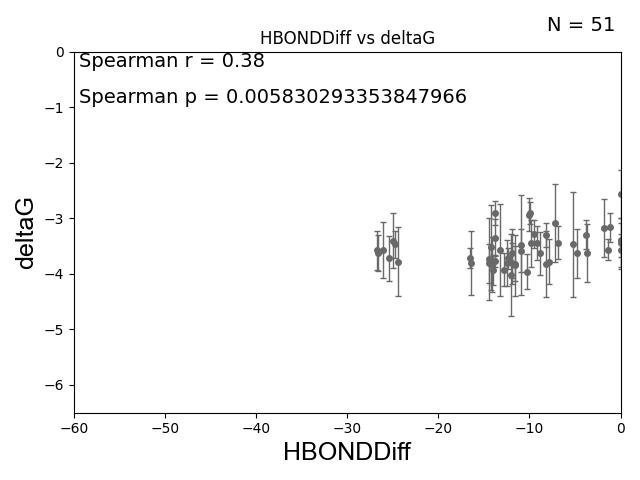 N = 51
HBONDDiff vs deltaG
Spearman r = 0.38
Spearman p = 0.005830293353847966
0
−1
−2
−3
−4
−5
−6
deltaG
−60
−50
−40
−30
−20
−10
0
HBONDDiff